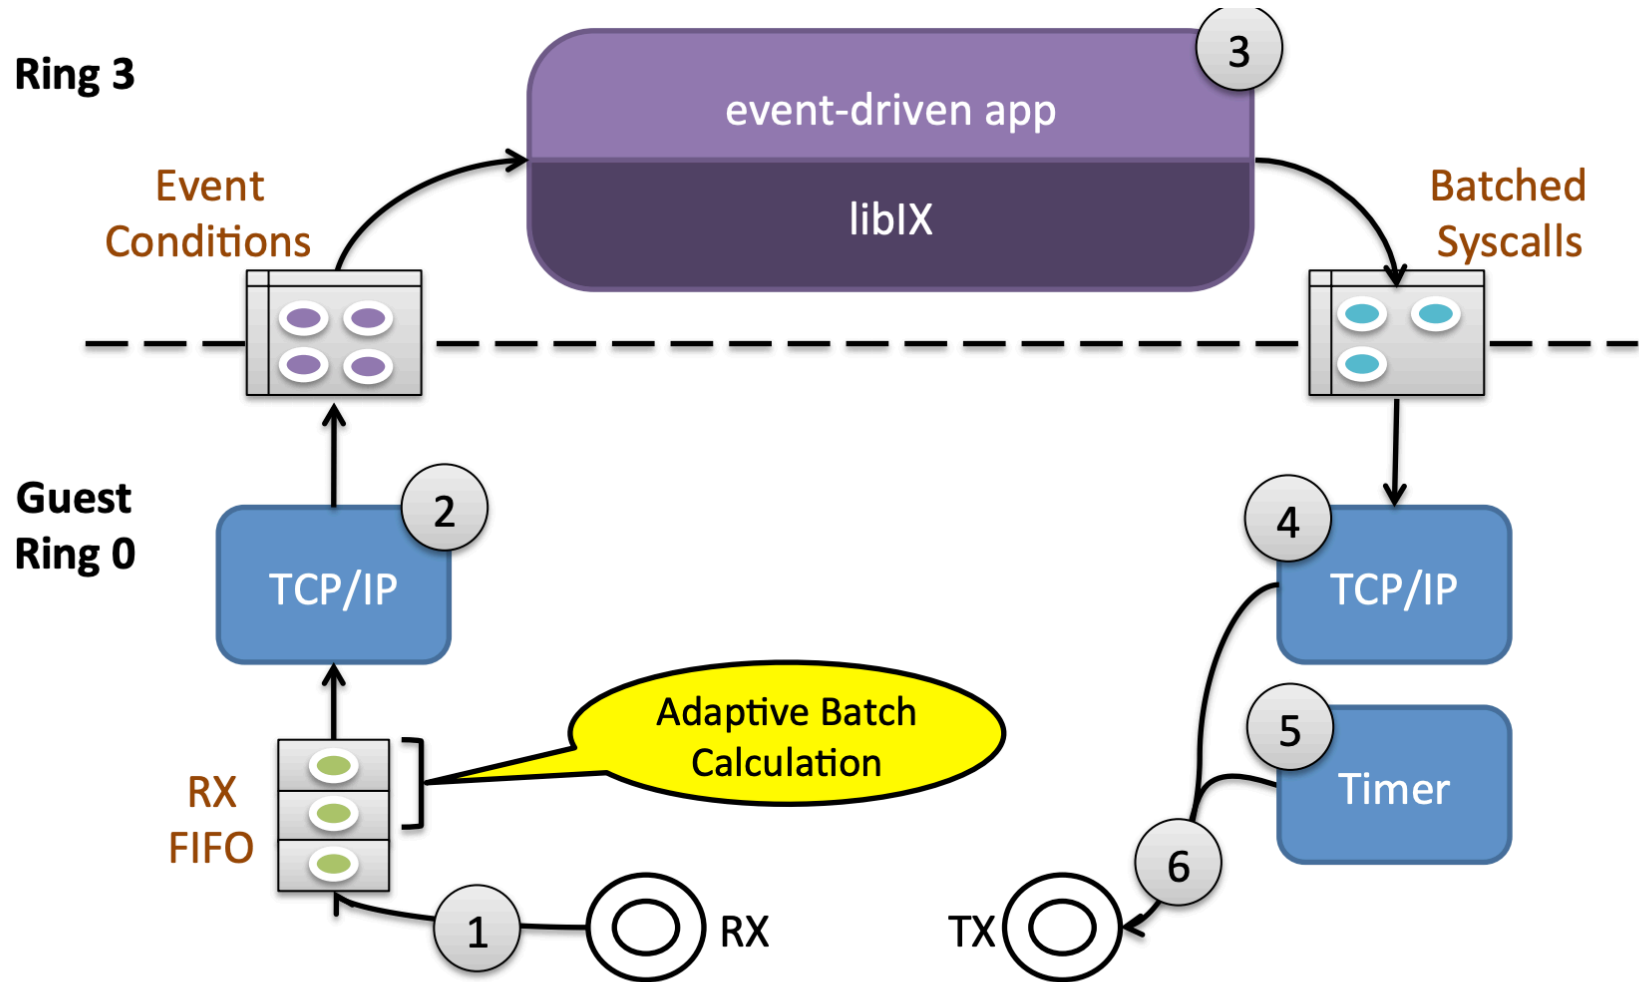 Ring 3
3
event-driven app
libIX
Event
Conditions
Batched
Syscalls
Guest
Ring 0
2
TCP/IP
4
TCP/IP
Adaptive Batch
Calculation
5
Timer
RX
FIFO
6
1
RX
TX